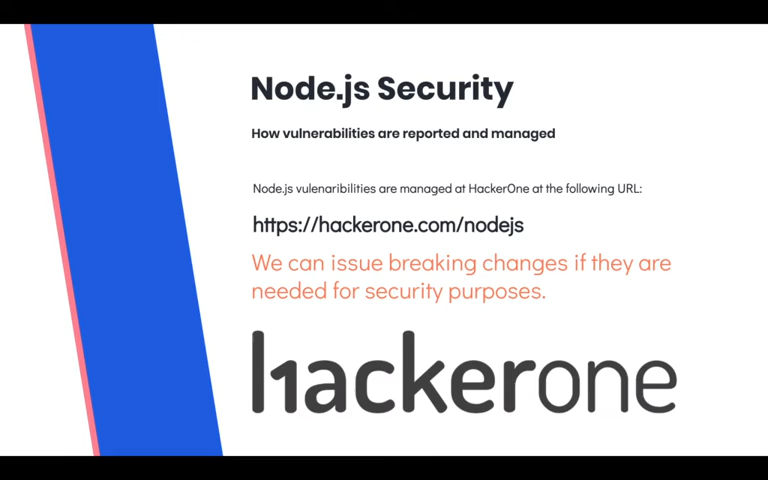 Node.js Security
How vulnerabilities are reported and managed
Node.js vulenaribilities are managed at HackerOne at the following URL:
https://hackerone.com/nodejs
We can issue breaking changes if they are
needed for security purposes.
hackerone